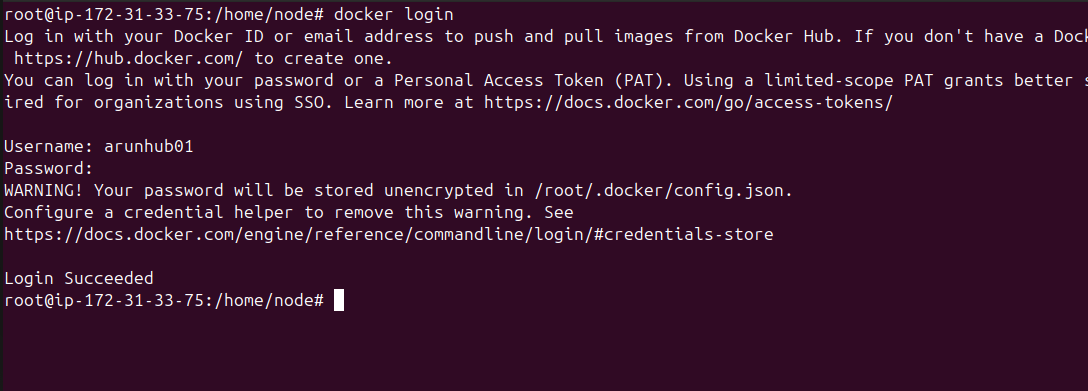 root@ip-172-31-33-75:/home/node# docker login
Log in with your Docker ID or email address to push and pull images from Docker Hub. If you don't have a Dock
https://hub.docker.com/ to create one.
You can log in with your password or a Personal Access Token (PAT). Using a limited-scope PAT grants better s
ired for organizations using SSO. Learn more at https://docs.docker.com/go/access-tokens/
Username: arunhub01
Password:
WARNING! Your password will be stored unencrypted in /root/.docker/config.json.
Configure a credential helper to remove this warning. See
https://docs.docker.com/engine/reference/commandline/login/#credentials-store
Login Succeeded
root@ip-172-31-33-75:/home/node#